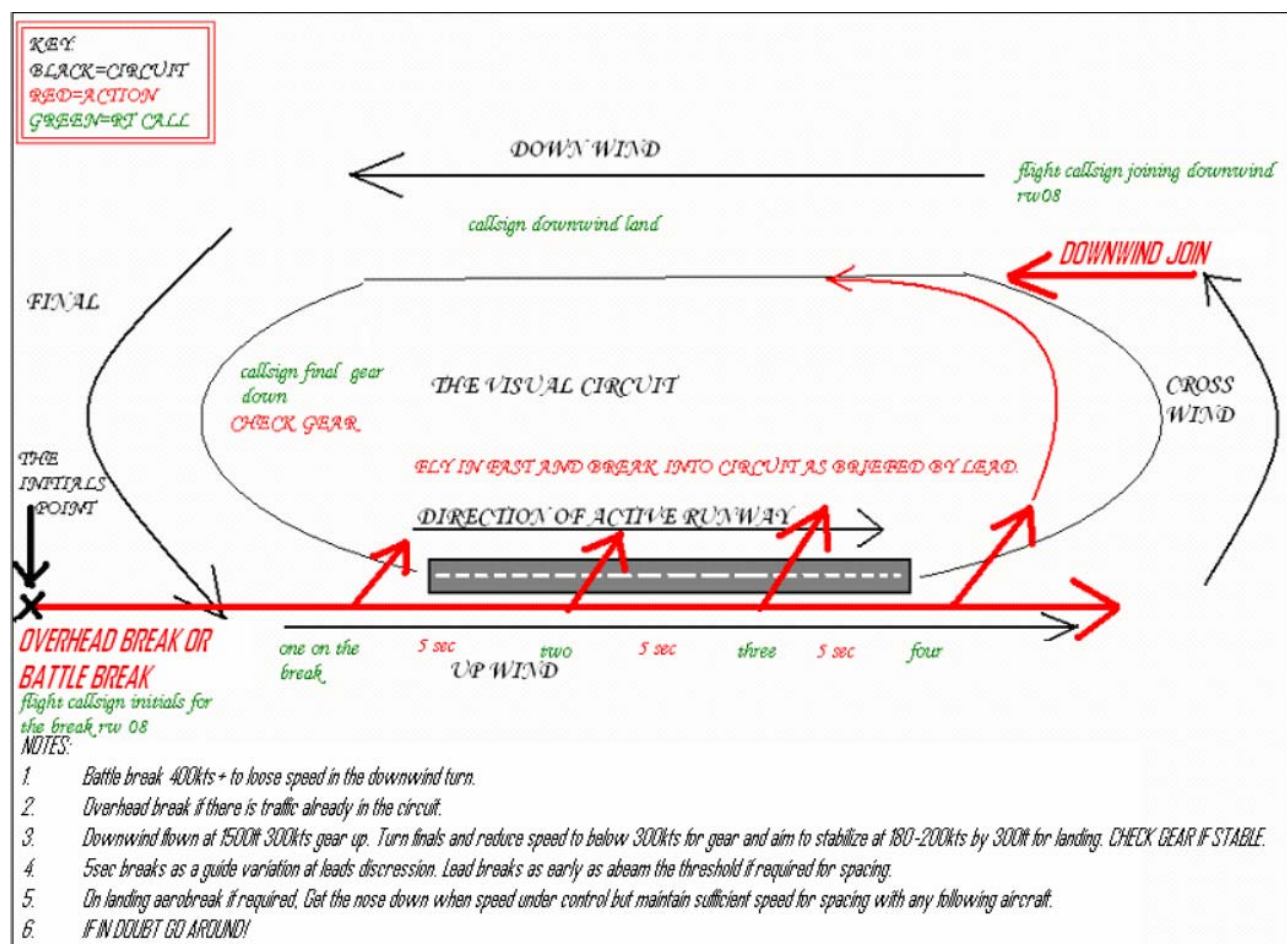 KEY:
BLACK=CIRCUIT
RED=ACTION
GREEN=RT CALL
DOWN WIND
flight callsign joining downwind
rw08
callsign downwind land
DOWNWIND JOIN
FINAL
callsign final gear
down
CHECK GEAR
THE VISUAL CIRCUIT
CROSS
WIND
THE
INITIALS
POINT
FLY IN FAST AND BREAK INTO CIRCUIT AS BRIEFED BY LEAD.
DIRECTION OF ACTIVE RUNWAY
OVERHEAD BREAK OR
BATTLE BREAK
flight callsign initials for
the break rw 08
one on the
break
5 sec
two
5 sec
three
5 sec
four
UP WIND
NOTES:
1. Battle break 400kts + to loose speed in the downwind turn.
2. Overhead break if there is traffic already in the circuit.
3. Downwind flown at 1500ft 300kts gear up. Turn finals and reduce speed to below 300kts for gear and aim to stabilize at 180-200kts by 300ft for landing. CHECK GEAR IF STABLE.
4. 5sec breaks as a guide variation at leads discression. Lead breaks as early as abeam the threshold if required for spacing.
5. On landing aerobreak if required, Get the nose down when speed under control but maintain sufficient speed for spacing with any following aircraft.
6. IF IN DOUBT GO AROUND!